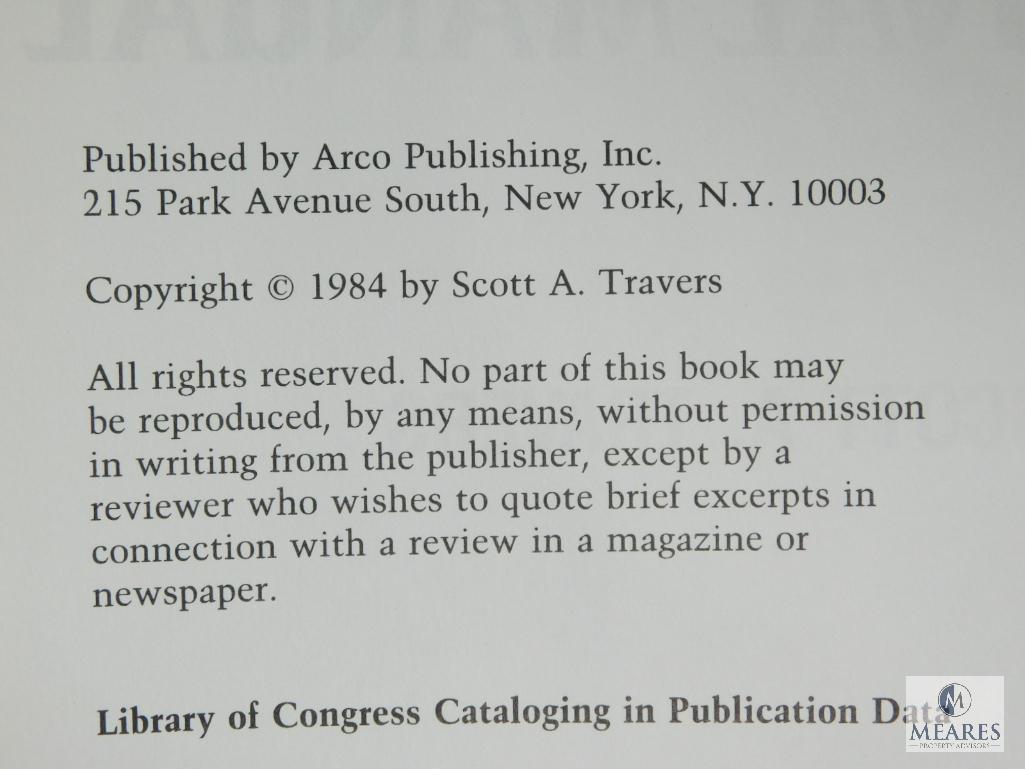 Published by Arco Publishing, Inc.
215 Park Avenue South, New York, N.Y. 10003
Copyright © 1984 by Scott A. Travers
All rights reserved. No part of this book may
be reproduced, by any means, without permission
in writing from the publisher, except by a
reviewer who wishes to quote brief excerpts in
connection with a review in a magazine or
newspaper.
Library of Congress Cataloging in Publication Data
M
MEARES
PROPERTY ADVISORS